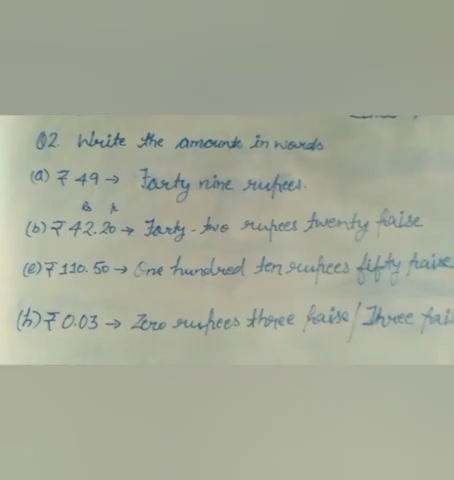 Q2. Write the amounts in words
(a) ₹ 49 → Forty nine rupees.
(b) ₹ 42.20 → Forty-two rupees twenty paise
(e) ₹ 110.50 → One hundred ten rupees fifty paise
(h) ₹ 0.03 → Zero rupees three paise / Three pai